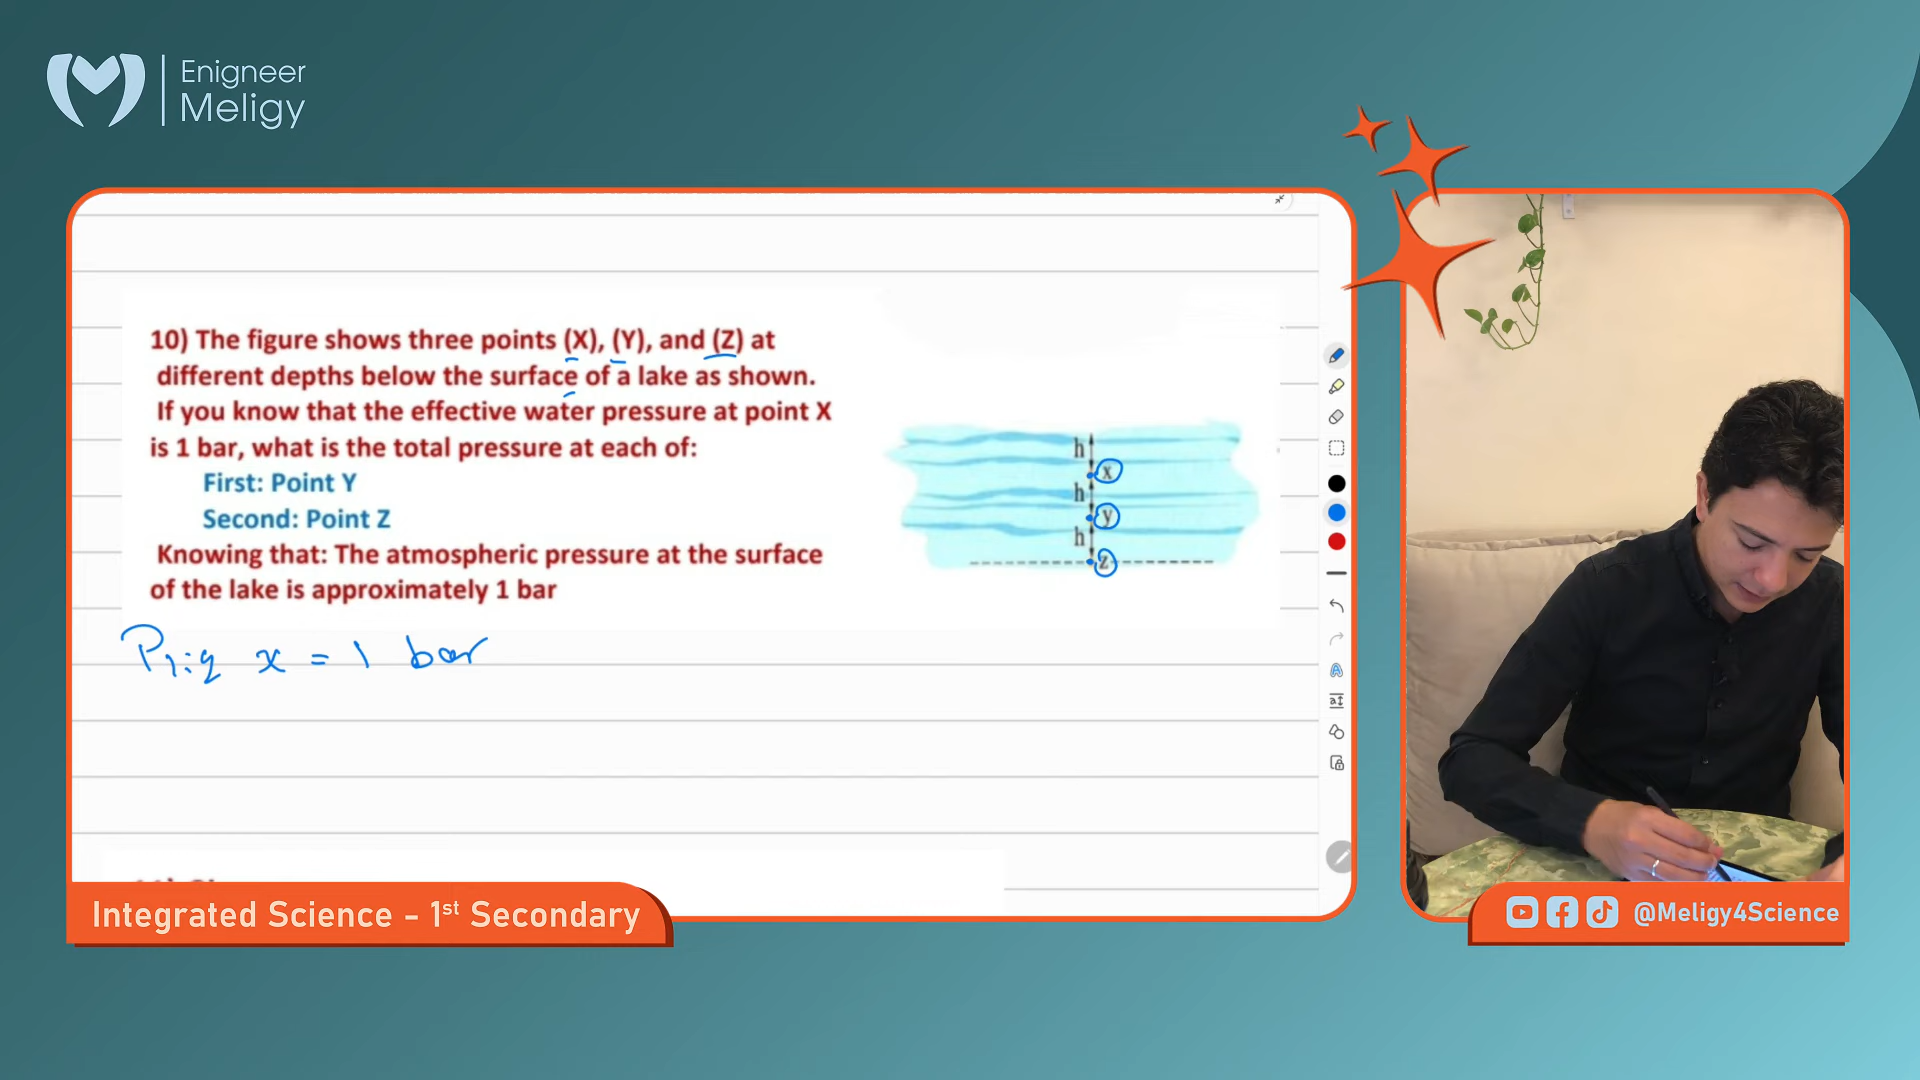 Enigneer
Meligy
10) The figure shows three points (X), (Y), and (Z) at
different depths below the surface of a lake as shown.
If you know that the effective water pressure at point X
is 1 bar, what is the total pressure at each of:
First: Point Y
Second: Point Z
Knowing that: The atmospheric pressure at the surface
of the lake is approximately 1 bar
h
x
h
y
h
z
Pliq x = 1 bar
Integrated Science - 1st Secondary
@Meligy4Science